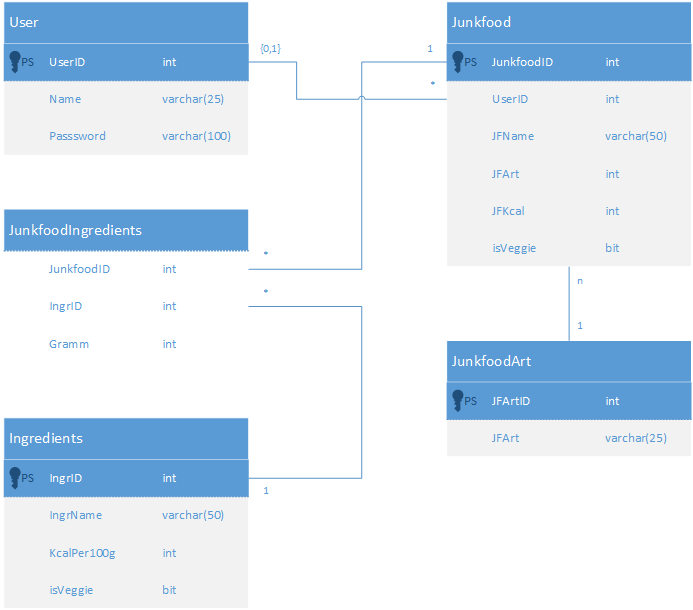 User
PS UserID int
Name varchar(25)
Passsword varchar(100)
{0,1}
1
*
Junkfood
PS JunkfoodID int
UserID int
JFName varchar(50)
JFArt int
JFKcal int
isVeggie bit
JunkfoodIngredients
JunkfoodID int
IngrID int
Gramm int
*
*
n
1
JunkfoodArt
PS JFArtID int
JFArt varchar(25)
Ingredients
PS IngrID int
IngrName varchar(50)
KcalPer100g int
isVeggie bit
1